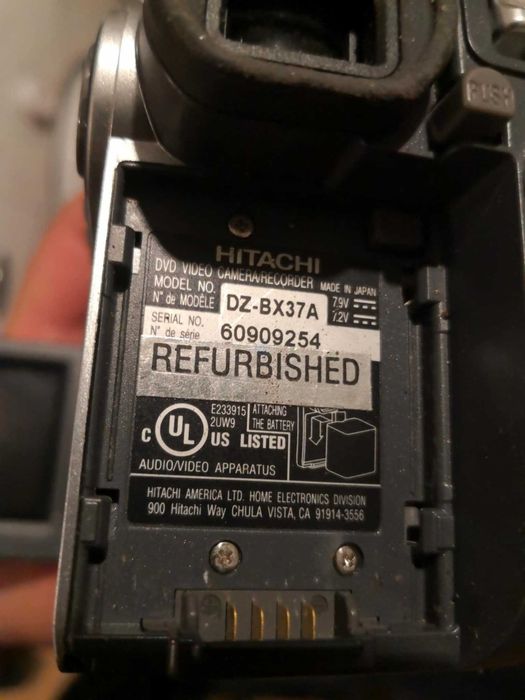 PUSH
HITACHI
DVD VIDEO CAMERA/RECORDER
MADE IN JAPAN
MODEL NO.
N° de MODÈLE
DZ-BX37A
7.9V
7.2V
SERIAL NO.
N° de série
60909254
REFURBISHED
C UL US LISTED
E233915
2UW9
ATTACHING
THE BATTERY
AUDIO/VIDEO APPARATUS
HITACHI AMERICA LTD. HOME ELECTRONICS DIVISION
900 Hitachi Way CHULA VISTA, CA 91914-3556